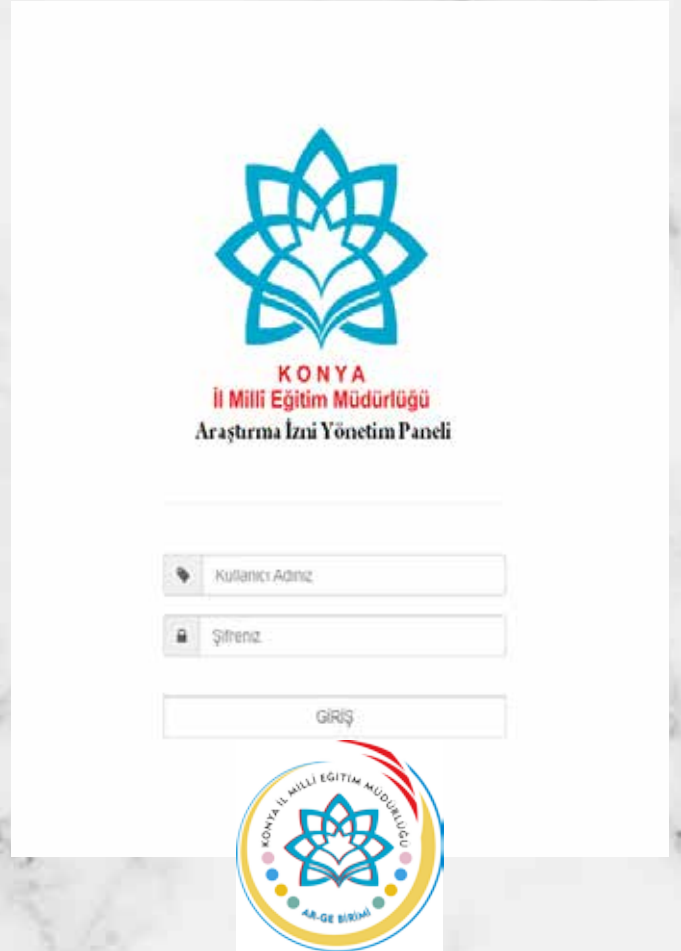 KONYA
İl Millî Eğitim Müdürlüğü
Araştırma İzni Yönetim Paneli
Kullanıcı Adınız
Şifreniz
GİRİŞ
KONYA İL MİLLİ EĞİTİM MÜDÜRLÜĞÜ
AR-GE BİRİMİ